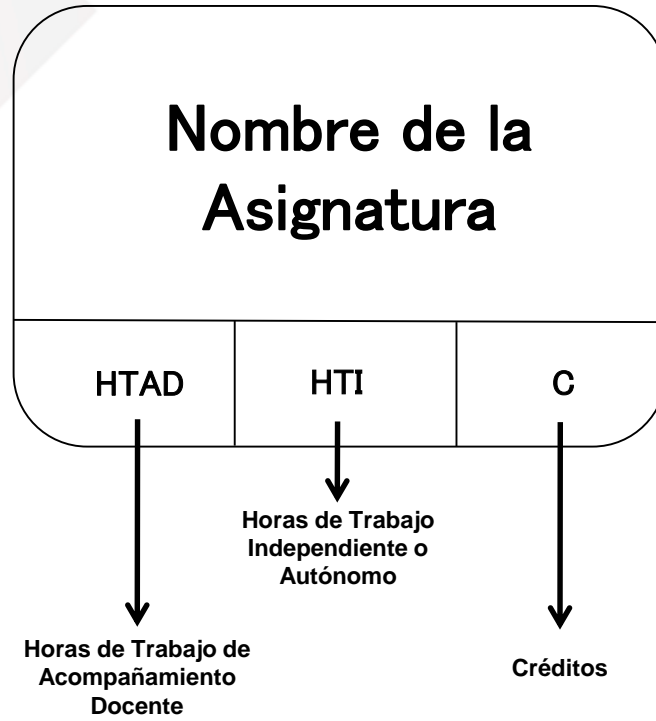 Nombre de la
Asignatura
HTAD
HTI
C
Horas de Trabajo
Independiente o
Autónomo
Horas de Trabajo de
Acompañamiento
Docente
Créditos